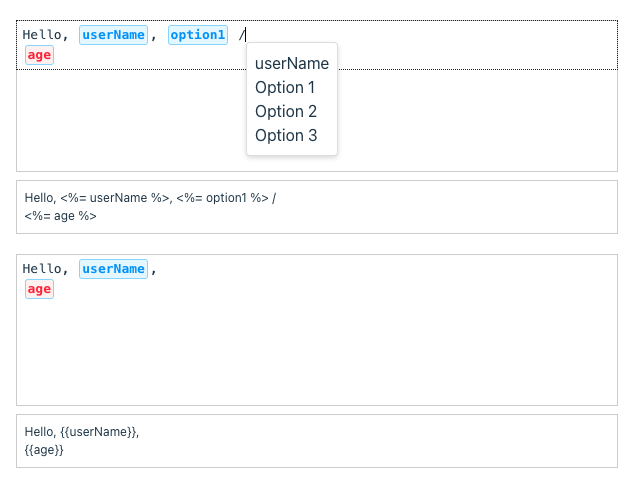 Hello, userName, option1 /
age
userName
Option 1
Option 2
Option 3
Hello, <%= userName %>, <%= option1 %> /
<%= age %>
Hello, userName,
age
Hello, {{userName}},
{{age}}